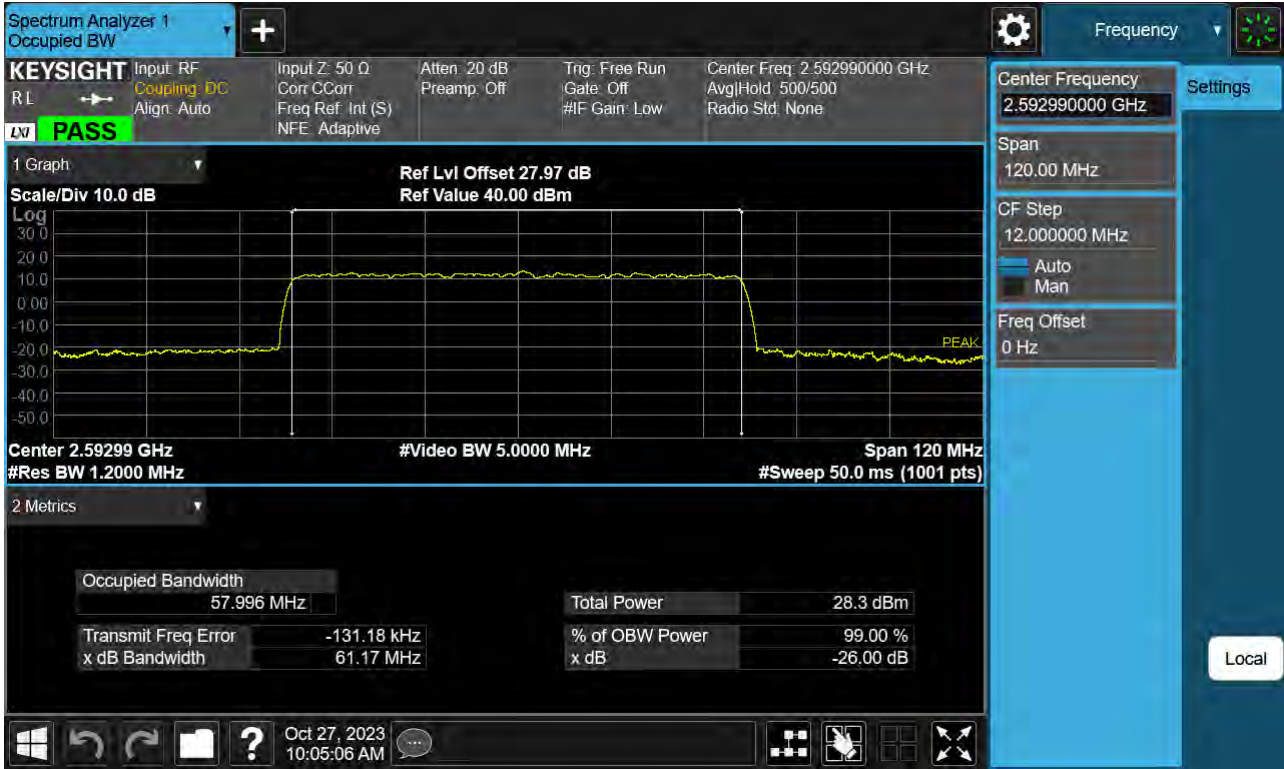 Spectrum Analyzer 1
Occupied BW
Frequency
KEYSIGHT
RL
LXI
PASS
Input: RF
Coupling: DC
Align: Auto
Input Z: 50 Ω
Corr CCorr
Freq Ref: Int (S)
NFE: Adaptive
Atten: 20 dB
Preamp: Off
Trig: Free Run
Gate: Off
#IF Gain: Low
Center Freq: 2.592990000 GHz
Avg|Hold: 500/500
Radio Std: None
1 Graph
Scale/Div 10.0 dB
Ref Lvl Offset 27.97 dB
Ref Value 40.00 dBm
Log
30.0
20.0
10.0
0.00
-10.0
-20.0
-30.0
-40.0
-50.0
PEAK
Center 2.59299 GHz
#Video BW 5.0000 MHz
Span 120 MHz
#Res BW 1.2000 MHz
#Sweep 50.0 ms (1001 pts)
2 Metrics
Occupied Bandwidth
57.996 MHz
Transmit Freq Error -131.18 kHz
x dB Bandwidth 61.17 MHz
Total Power 28.3 dBm
% of OBW Power 99.00 %
x dB -26.00 dB
Center Frequency
2.592990000 GHz
Span
120.00 MHz
CF Step
12.000000 MHz
Auto
Man
Freq Offset
0 Hz
Settings
Local
?
Oct 27, 2023
10:05:06 AM